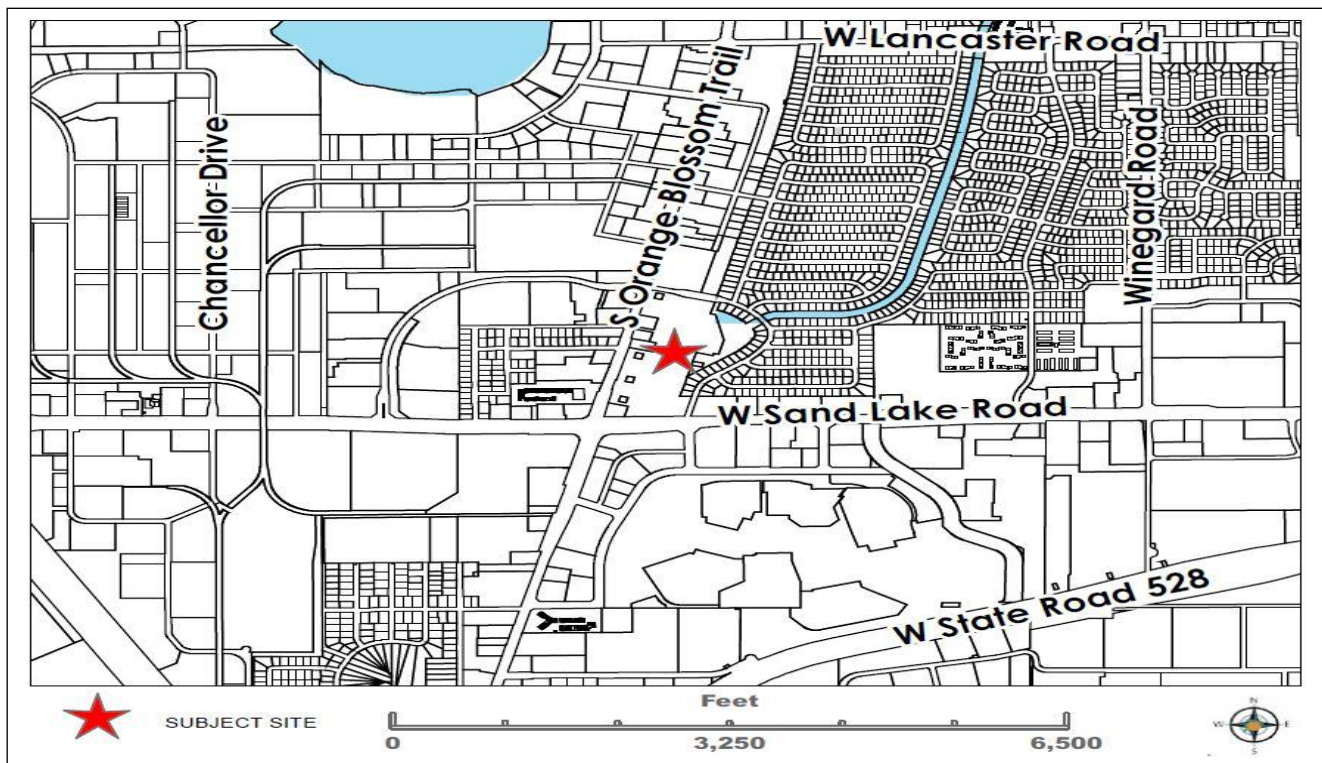 W Lancaster Road
S Orange Blossom Trail
Chancellor Drive
Winegard Road
W Sand Lake Road
W State Road 528
SUBJECT SITE
Feet
0 3,250 6,500
N
W E
S